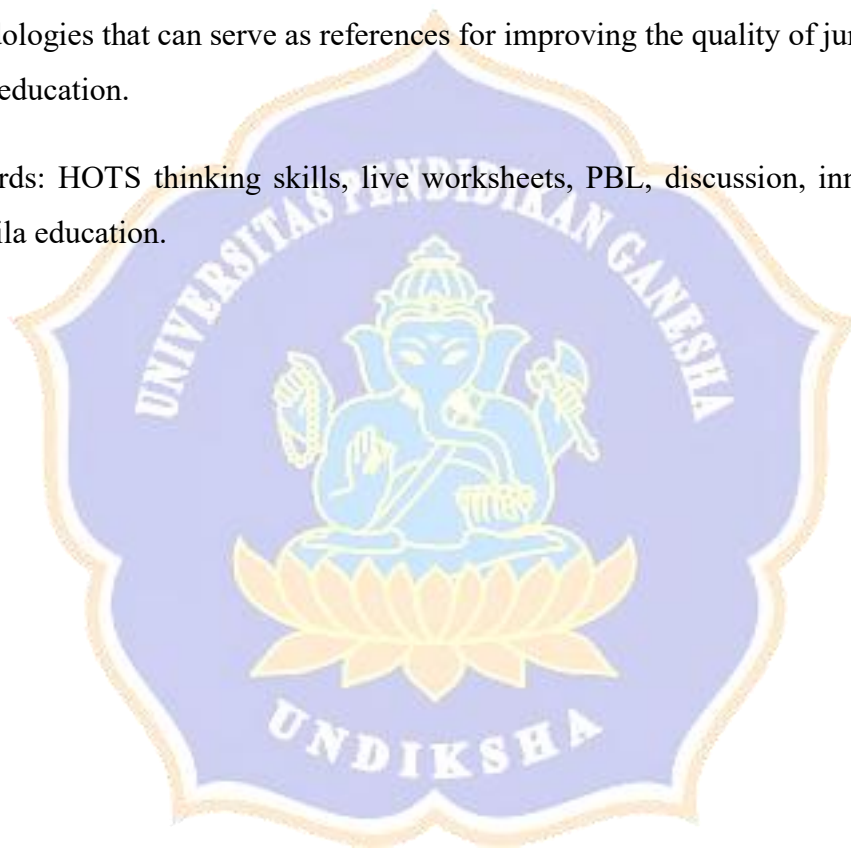 ologies that can serve as references for improving the quality of ju
education.
rds: HOTS thinking skills, live worksheets, PBL, discussion, inn
ila education.
UNIVERSITAS PENDIDIKAN GANESHA
UNDIKSHA